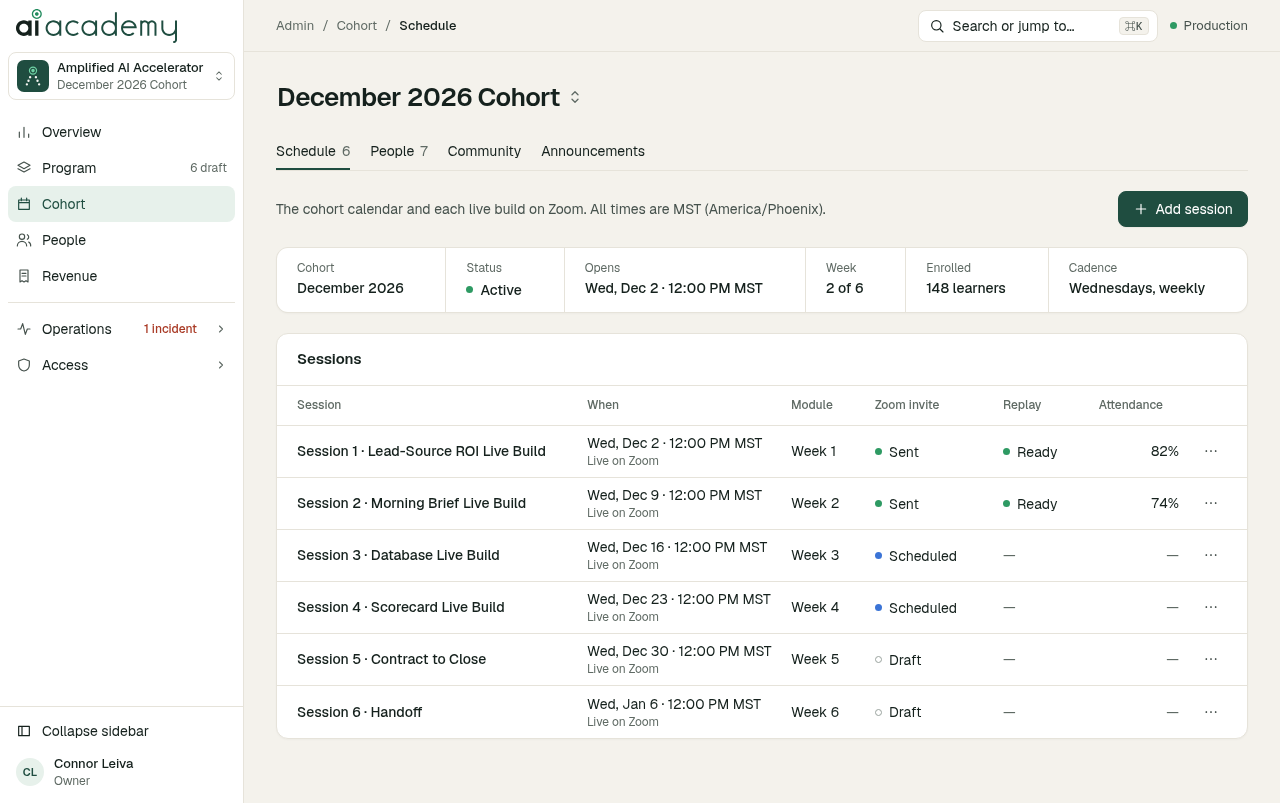 ai academy
Amplified AI Accelerator
December 2026 Cohort
Overview
Program 6 draft
Cohort
People
Revenue
Operations 1 incident
Access
Collapse sidebar
CL Connor Leiva
Owner
Admin / Cohort / Schedule
Search or jump to… ⌘K
Production
December 2026 Cohort
Schedule 6 People 7 Community Announcements
The cohort calendar and each live build on Zoom. All times are MST (America/Phoenix).
+ Add session
Cohort Status Opens Week Enrolled Cadence
December 2026 Active Wed, Dec 2 · 12:00 PM MST 2 of 6 148 learners Wednesdays, weekly
Sessions
Session When Module Zoom invite Replay Attendance
Session 1 · Lead-Source ROI Live Build Wed, Dec 2 · 12:00 PM MST Week 1 Sent Ready 82% ···
Live on Zoom
Session 2 · Morning Brief Live Build Wed, Dec 9 · 12:00 PM MST Week 2 Sent Ready 74% ···
Live on Zoom
Session 3 · Database Live Build Wed, Dec 16 · 12:00 PM MST Week 3 Scheduled — — ···
Live on Zoom
Session 4 · Scorecard Live Build Wed, Dec 23 · 12:00 PM MST Week 4 Scheduled — — ···
Live on Zoom
Session 5 · Contract to Close Wed, Dec 30 · 12:00 PM MST Week 5 Draft — — ···
Live on Zoom
Session 6 · Handoff Wed, Jan 6 · 12:00 PM MST Week 6 Draft — — ···
Live on Zoom